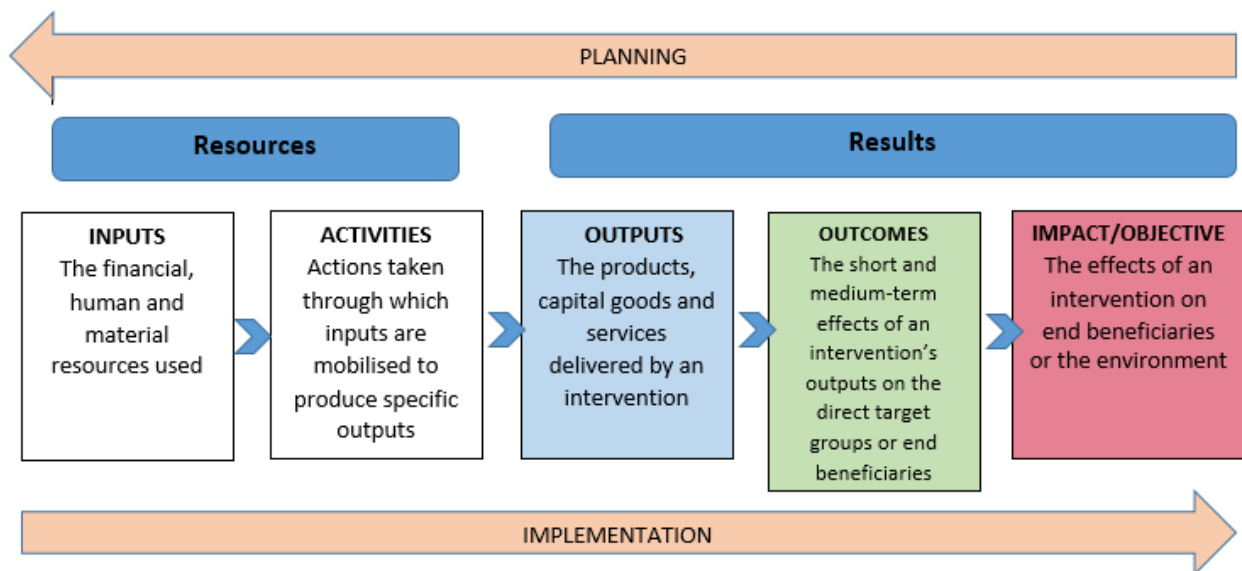 PLANNING
Resources
Results
INPUTS
The financial,
human and
material
resources used
ACTIVITIES
Actions taken
through which
inputs are
mobilised to
produce specific
outputs
OUTPUTS
The products,
capital goods and
services
delivered by an
intervention
OUTCOMES
The short and
medium-term
effects of an
intervention’s
outputs on the
direct target
groups or end
beneficiaries
IMPACT/OBJECTIVE
The effects of an
intervention on
end beneficiaries
or the environment
IMPLEMENTATION